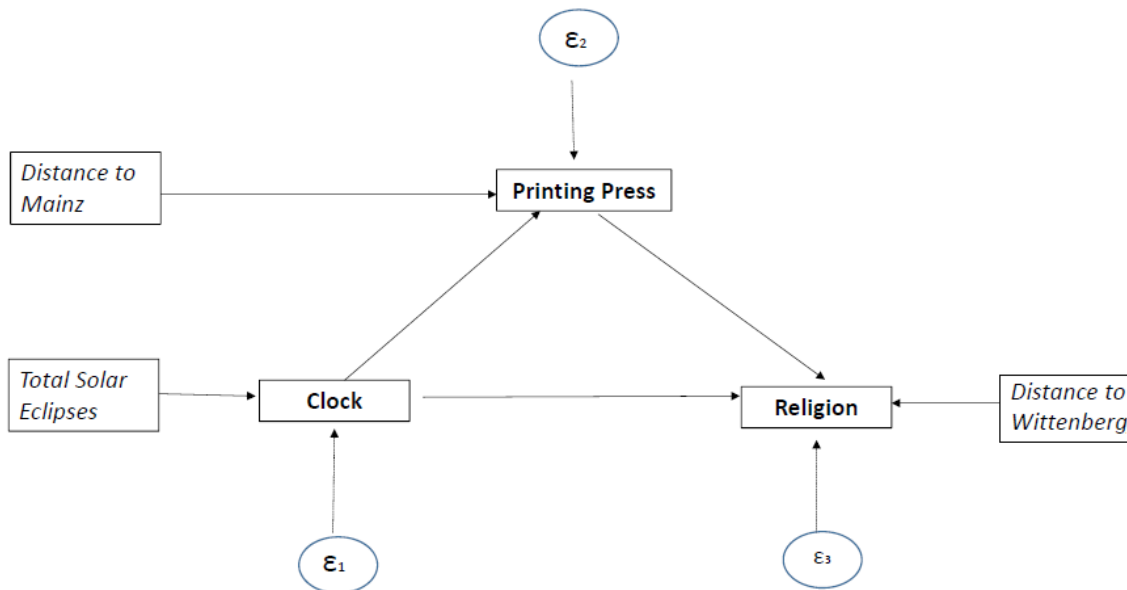 ε₂
Distance to
Mainz
Printing Press
Total Solar
Eclipses
Clock
Religion
Distance to
Wittenberg
ε₁
ε₃